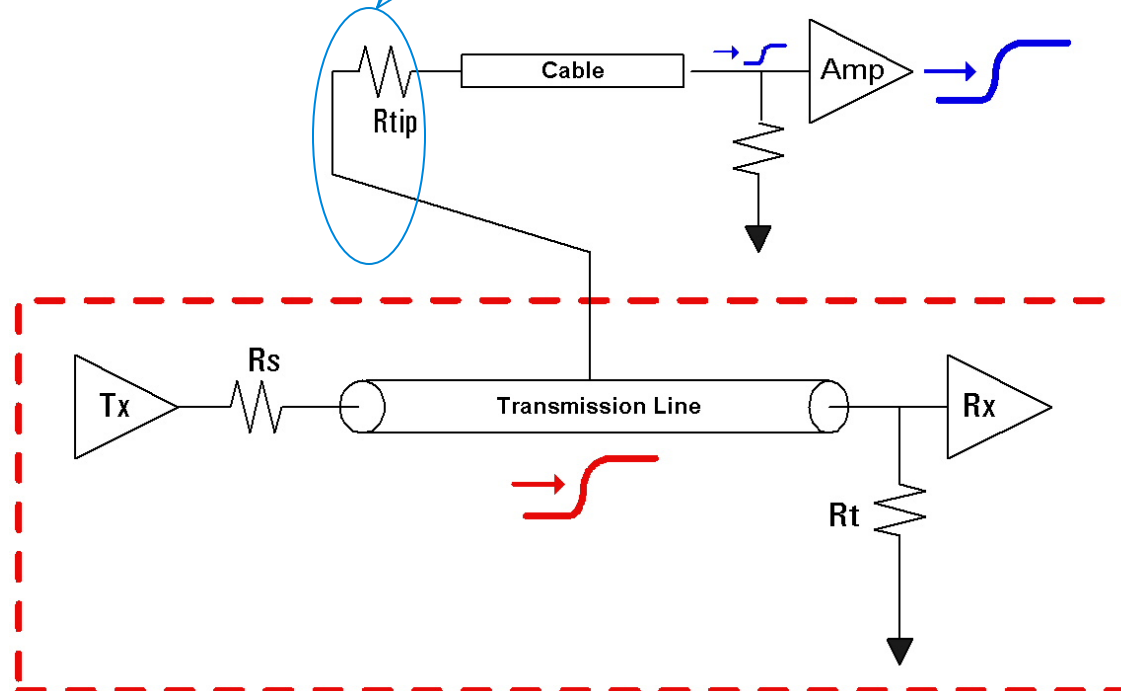 Cable
Amp
Rtip
Rs
Tx
Transmission Line
Rx
Rt